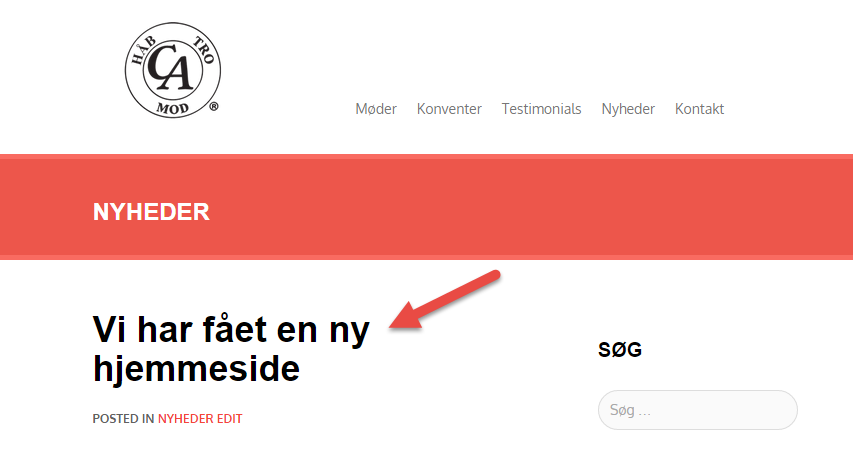 HÅB TRO
CA
MOD ®
Møder Konventer Testimonials Nyheder Kontakt
NYHEDER
Vi har fået en ny
hjemmeside
SØG
POSTED IN NYHEDER EDIT
Søg ...